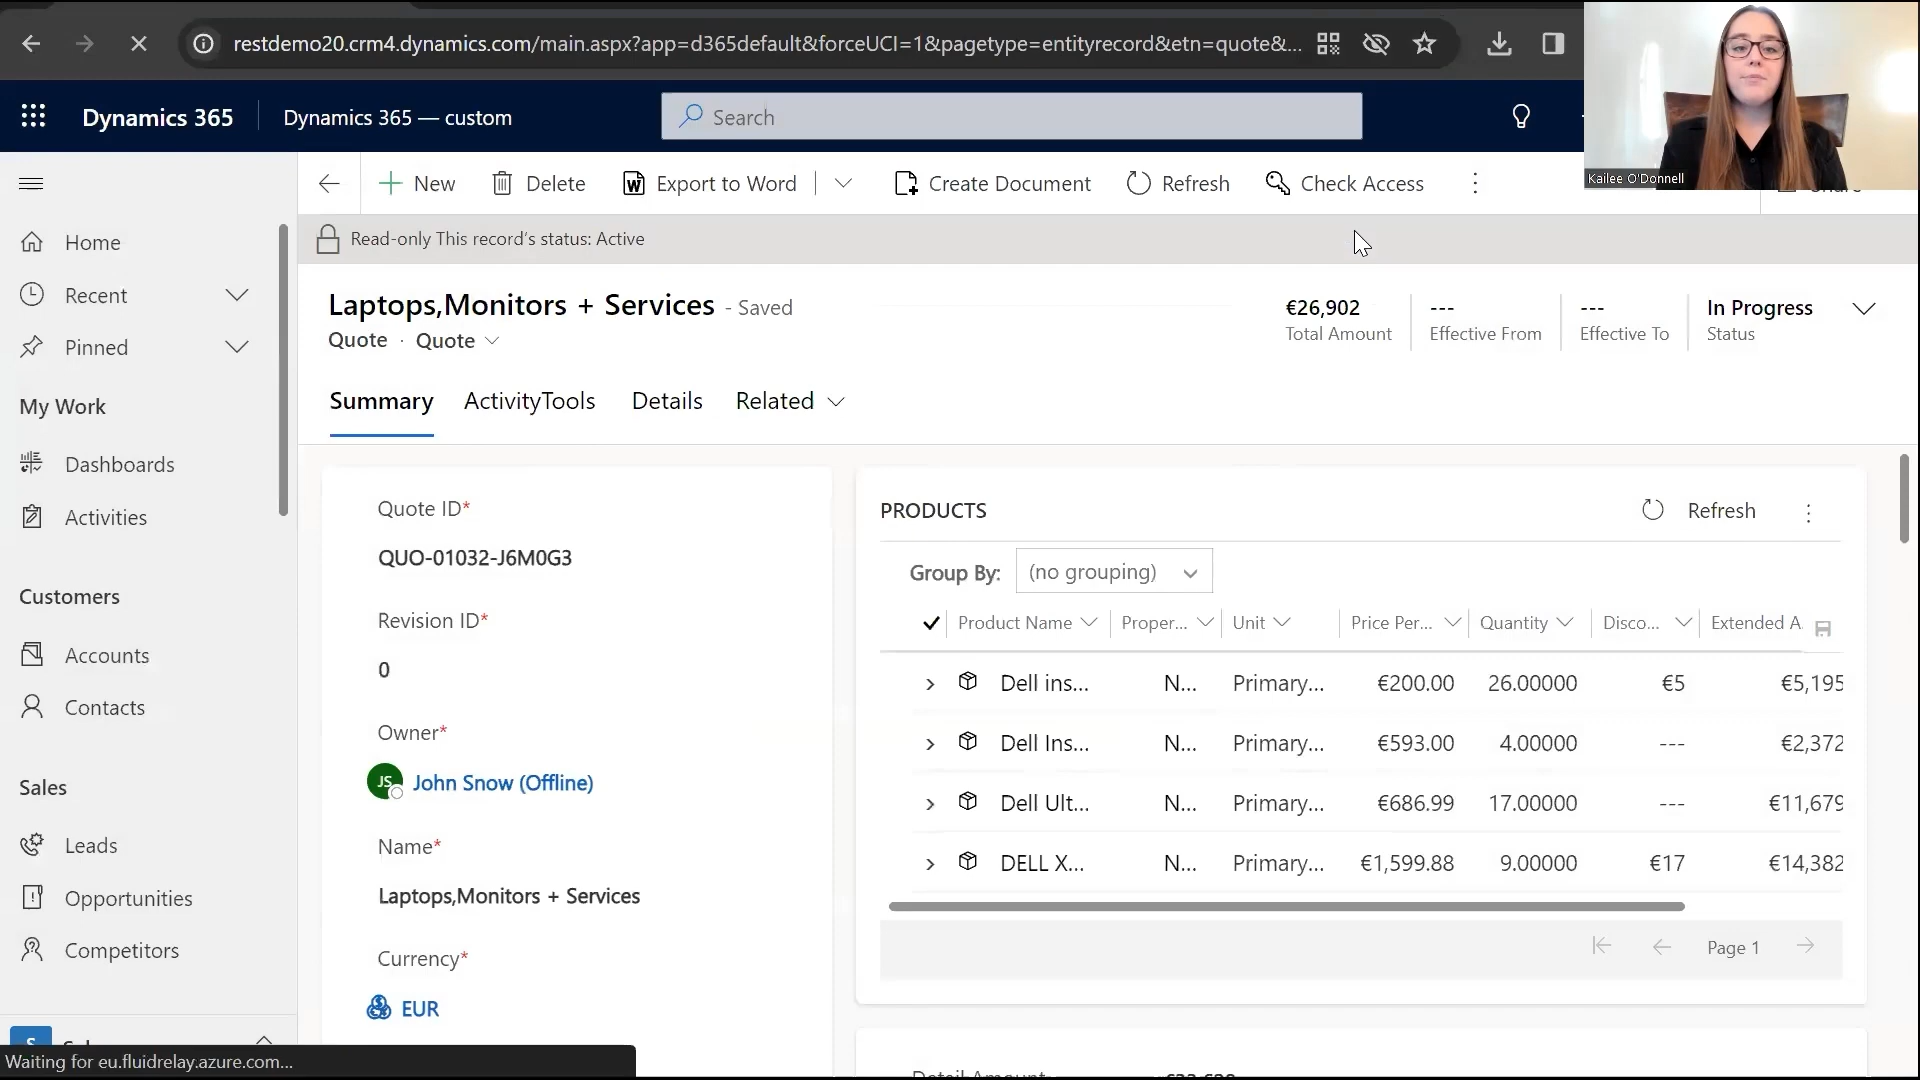 restdemo20.crm4.dynamics.com/main.aspx?app=d365default&forceUCI=1&pagetype=entityrecord&etn=quote&...
Dynamics 365
Dynamics 365 — custom
Search
Kailee O'Donnell
New
Delete
Export to Word
Create Document
Refresh
Check Access
Read-only This record's status: Active
Laptops,Monitors + Services - Saved
Quote · Quote
€26,902
Total Amount
---
Effective From
---
Effective To
In Progress
Status
Summary
ActivityTools
Details
Related
Home
Recent
Pinned
My Work
Dashboards
Activities
Customers
Accounts
Contacts
Sales
Leads
Opportunities
Competitors
Quote ID*
QUO-01032-J6M0G3
Revision ID*
0
Owner*
JS John Snow (Offline)
Name*
Laptops,Monitors + Services
Currency*
EUR
PRODUCTS
Refresh
Group By: (no grouping)
Product Name Proper... Unit Price Per... Quantity Disco... Extended A
Dell ins... N... Primary... €200.00 26.00000 €5 €5,195
Dell Ins... N... Primary... €593.00 4.00000 --- €2,372
Dell Ult... N... Primary... €686.99 17.00000 --- €11,679
DELL X... N... Primary... €1,599.88 9.00000 €17 €14,382
Page 1
Detail Amount
Waiting for eu.fluidrelay.azure.com...